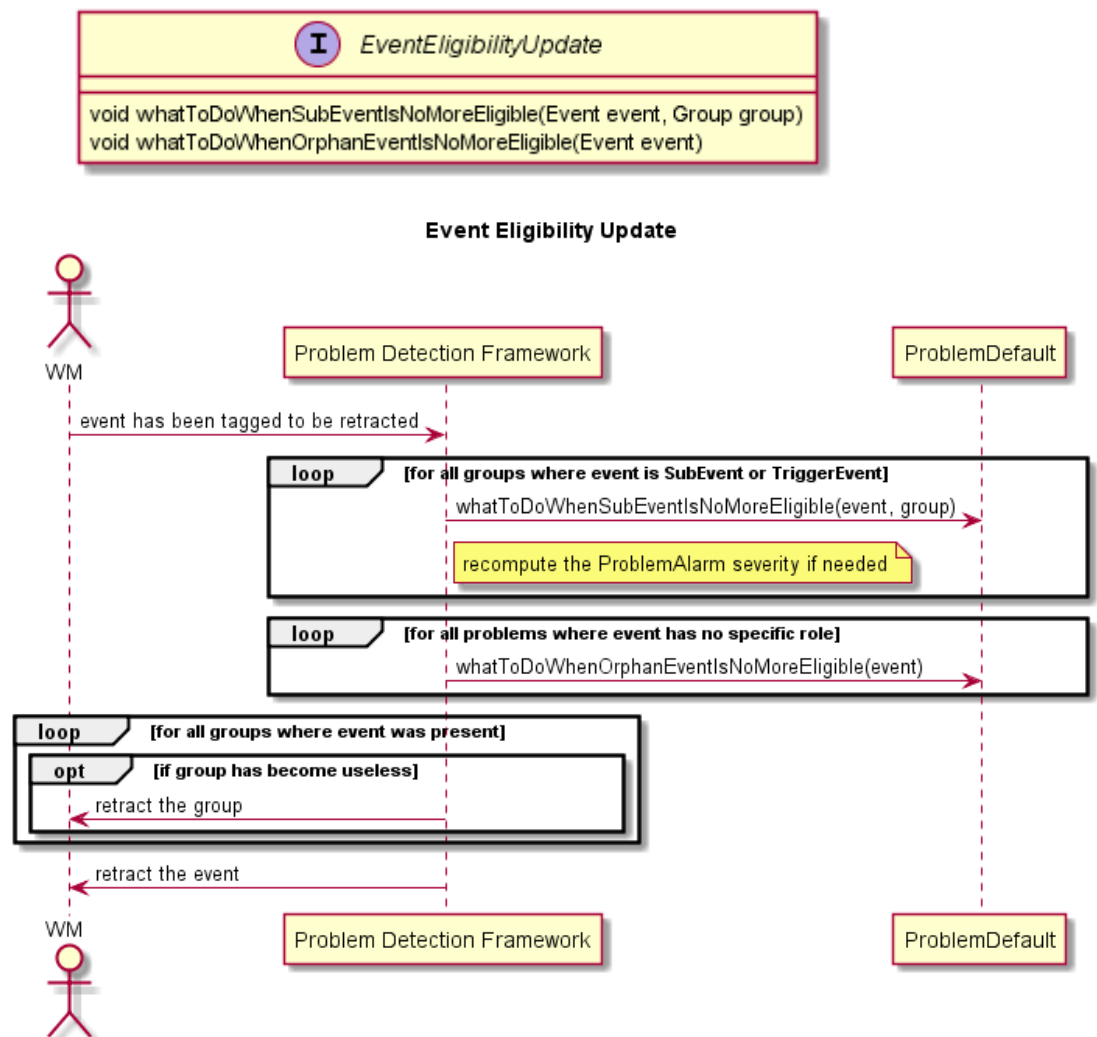 I EventEligibilityUpdate
void whatToDoWhenSubEventIsNoMoreEligible(Event event, Group group)
void whatToDoWhenOrphanEventIsNoMoreEligible(Event event)
Event Eligibility Update
WM
Problem Detection Framework
ProblemDefault
event has been tagged to be retracted
loop [for all groups where event is SubEvent or TriggerEvent]
whatToDoWhenSubEventIsNoMoreEligible(event, group)
recompute the ProblemAlarm severity if needed
loop [for all problems where event has no specific role]
whatToDoWhenOrphanEventIsNoMoreEligible(event)
loop [for all groups where event was present]
opt [if group has become useless]
retract the group
retract the event
WM
Problem Detection Framework
ProblemDefault